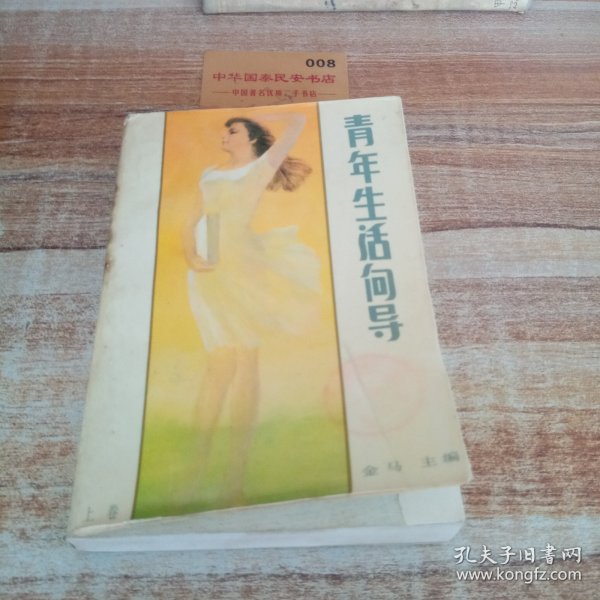 008
中华国泰民安书店
中国著名优质二手书店
青年生活向导
金马 主编
上卷
孔夫子旧书网
www.kongfz.com